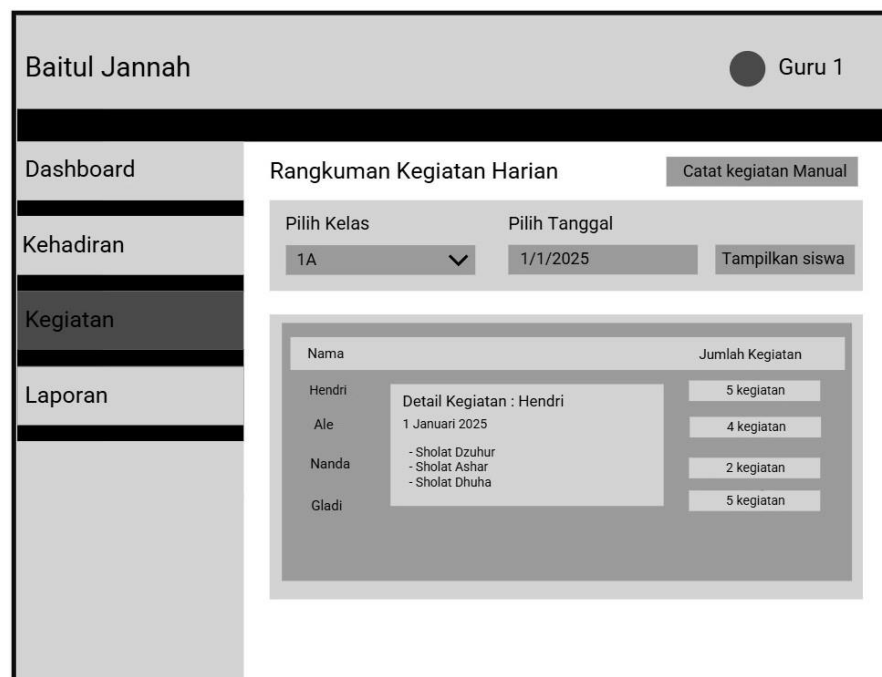 Baitul Jannah
Guru 1
Dashboard
Kehadiran
Kegiatan
Laporan
Rangkuman Kegiatan Harian
Catat kegiatan Manual
Pilih Kelas
Pilih Tanggal
1A
1/1/2025
Tampilkan siswa
Nama
Jumlah Kegiatan
Hendri
5 kegiatan
Ale
4 kegiatan
Nanda
2 kegiatan
Gladi
5 kegiatan
Detail Kegiatan : Hendri
1 Januari 2025
- Sholat Dzuhur
- Sholat Ashar
- Sholat Dhuha